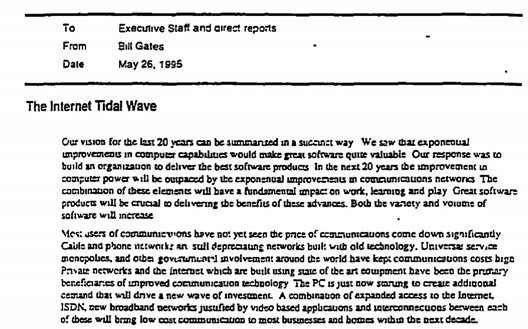 To Executive Staff and direct reports
From Bill Gates
Date May 26, 1995
The Internet Tidal Wave
Our vision for the last 20 years can be summarized in a succinct way We saw that exponential
improvements in computer capabilities would make great software quite valuable Our response was to
build an organization to deliver the best software products In the next 20 years the improvement in
computer power will be outpaced by the exponential improvements in communications networks The
combination of these elements will have a fundamental impact on work, learning and play Great software
products will be crucial to delivering the benefits of these advances. Both the variety and volume of
software will increase
Most users of communications have not yet seen the price of communications come down significantly
Cable and phone networks are still depreciating networks built with old technology. Universal service
monopolies, and other government involvement around the world have kept communications costs high
Private networks and the Internet which are built using state of the art equipment have been the primary
beneficiaries of improved communication technology The PC is just now starting to create additional
demand that will drive a new wave of investment. A combination of expanded access to the Internet,
ISDN, new broadband networks justified by video based applications and interconnections between each
of these will bring low cost communication to most businesses and homes within the next decade.